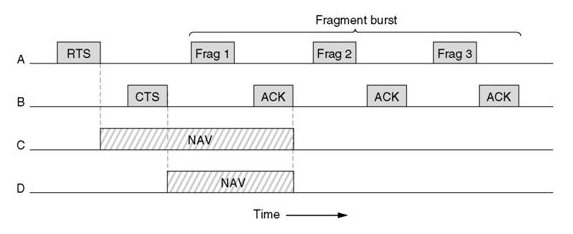 Fragment burst
A RTS Frag 1 Frag 2 Frag 3
B CTS ACK ACK ACK
C NAV
D NAV
Time